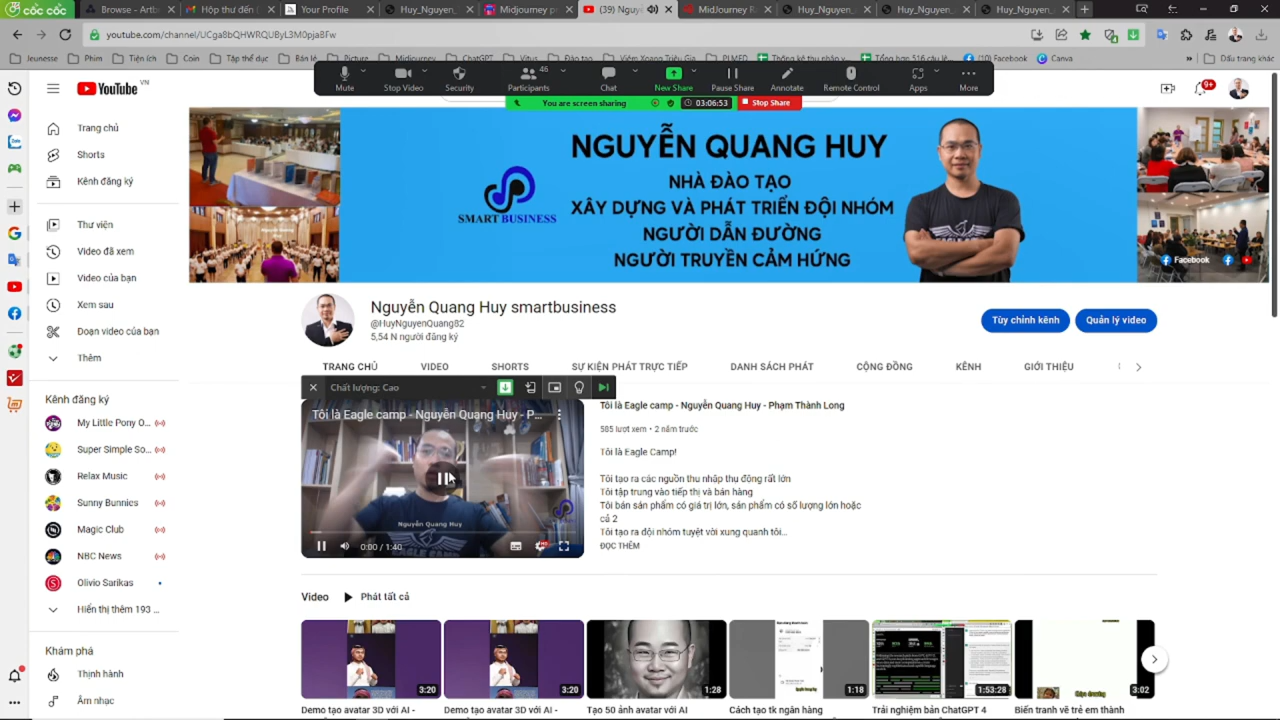 CỐC CỐC
Brows - Artb
Hộp thư đến (
Your Profile
Huy_Nguyen_
Midjourney p
(39) Nguy
MidJourney R
Huy_Nguyen_
Huy_Nguyen_
Huy_Nguyen_
youtube.com/channel/UCga8bQHWRQUByL3M0pja8Fw
Jeunesse
Phim
Tiện ích
Coin
Tập thể dục
Bán lẻ
Facebook
Canva
Dấu trang khác
Mute
Stop Video
Security
Participants
46
Chat
New Share
Pause Share
Annotate
Remote Control
Apps
More
You are screen sharing
03:06:53
Stop Share
YouTube VN
9+
Trang chủ
Shorts
Kênh đăng ký
Thư viện
Video đã xem
Video của bạn
Xem sau
Đoạn video của bạn
Thêm
Kênh đăng ký
My Little Pony O...
Super Simple So...
Relax Music
Sunny Bunnies
Magic Club
NBC News
Olivio Sarikas
Hiển thị thêm 193 ...
Khám phá
Thịnh hành
Âm nhạc
NGUYỄN QUANG HUY
NHÀ ĐÀO TẠO
XÂY DỰNG VÀ PHÁT TRIỂN ĐỘI NHÓM
NGƯỜI DẪN ĐƯỜNG
NGƯỜI TRUYỀN CẢM HỨNG
SMART BUSINESS
EAGLE CAMP
Facebook
Nguyễn Quang Huy smartbusiness
@HuyNguyenQuang82
5,54 N người đăng ký
Tùy chỉnh kênh
Quản lý video
TRANG CHỦ
VIDEO
SHORTS
SỰ KIỆN PHÁT TRỰC TIẾP
DANH SÁCH PHÁT
CỘNG ĐỒNG
KÊNH
GIỚI THIỆU
Chất lượng: Cao
Tôi là Eagle camp - Nguyễn Quang Huy - P...
Nguyễn Quang Huy
0:00 / 1:40
Tôi là Eagle camp - Nguyễn Quang Huy - Phạm Thành Long
585 lượt xem • 2 năm trước
Tôi là Eagle Camp!
Tôi tạo ra các nguồn thu nhập thụ động rất lớn
Tôi tập trung vào tiếp thị và bán hàng
Tôi bán sản phẩm có giá trị lớn, sản phẩm có số lượng lớn hoặc
cả 2
Tôi tạo ra đội nhóm tuyệt vời xung quanh tôi...
ĐỌC THÊM
Video
Phát tất cả
3:20
3:20
1:28
1:18
1:53:28
3:02
Demo tạo avatar 3D với AI -
Demo tạo avatar 3D với AI -
Tạo 50 ảnh avatar với AI
Cách tạo tk ngân hàng
Trải nghiệm bản ChatGPT 4
Biến tranh vẽ trẻ em thành